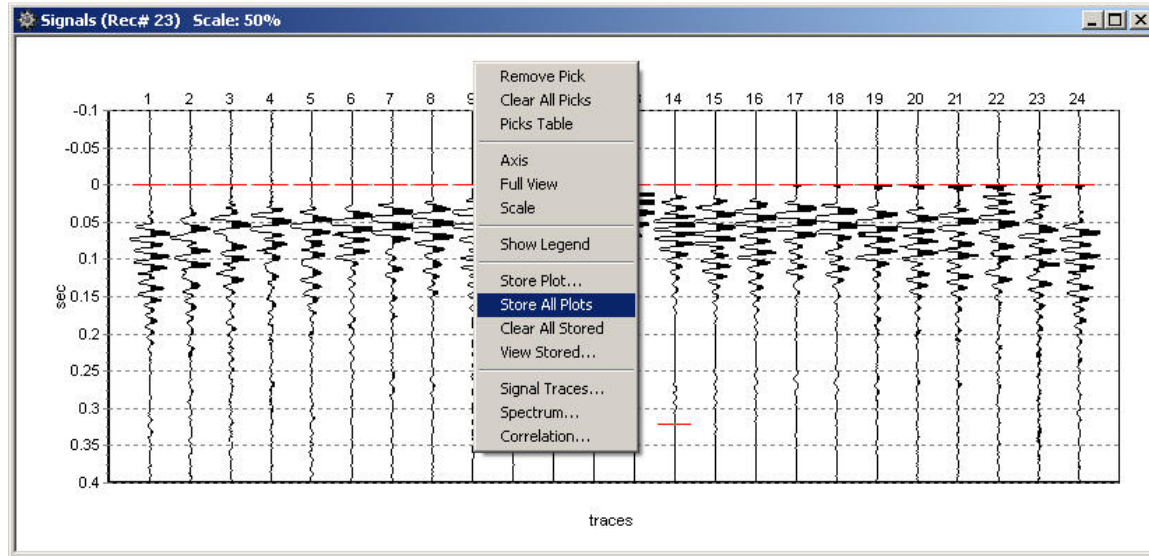 Signals (Rec# 23) Scale: 50%
1 2 3 4 5 6 7 8 14 15 16 17 18 19 20 21 22 23 24
-0.1
-0.05
0
0.05
0.1
0.15
0.2
0.25
0.3
0.35
0.4
sec
traces
Remove Pick
Clear All Picks
Picks Table
Axis
Full View
Scale
Show Legend
Store Plot...
Store All Plots
Clear All Stored
View Stored...
Signal Traces...
Spectrum...
Correlation...